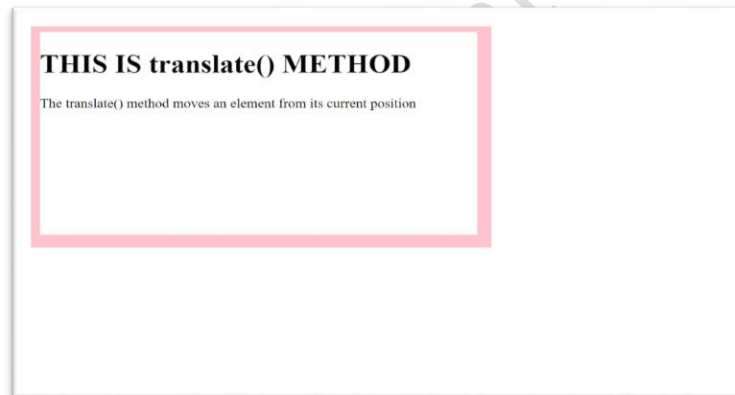 THIS IS translate() METHOD
The translate() method moves an element from its current position